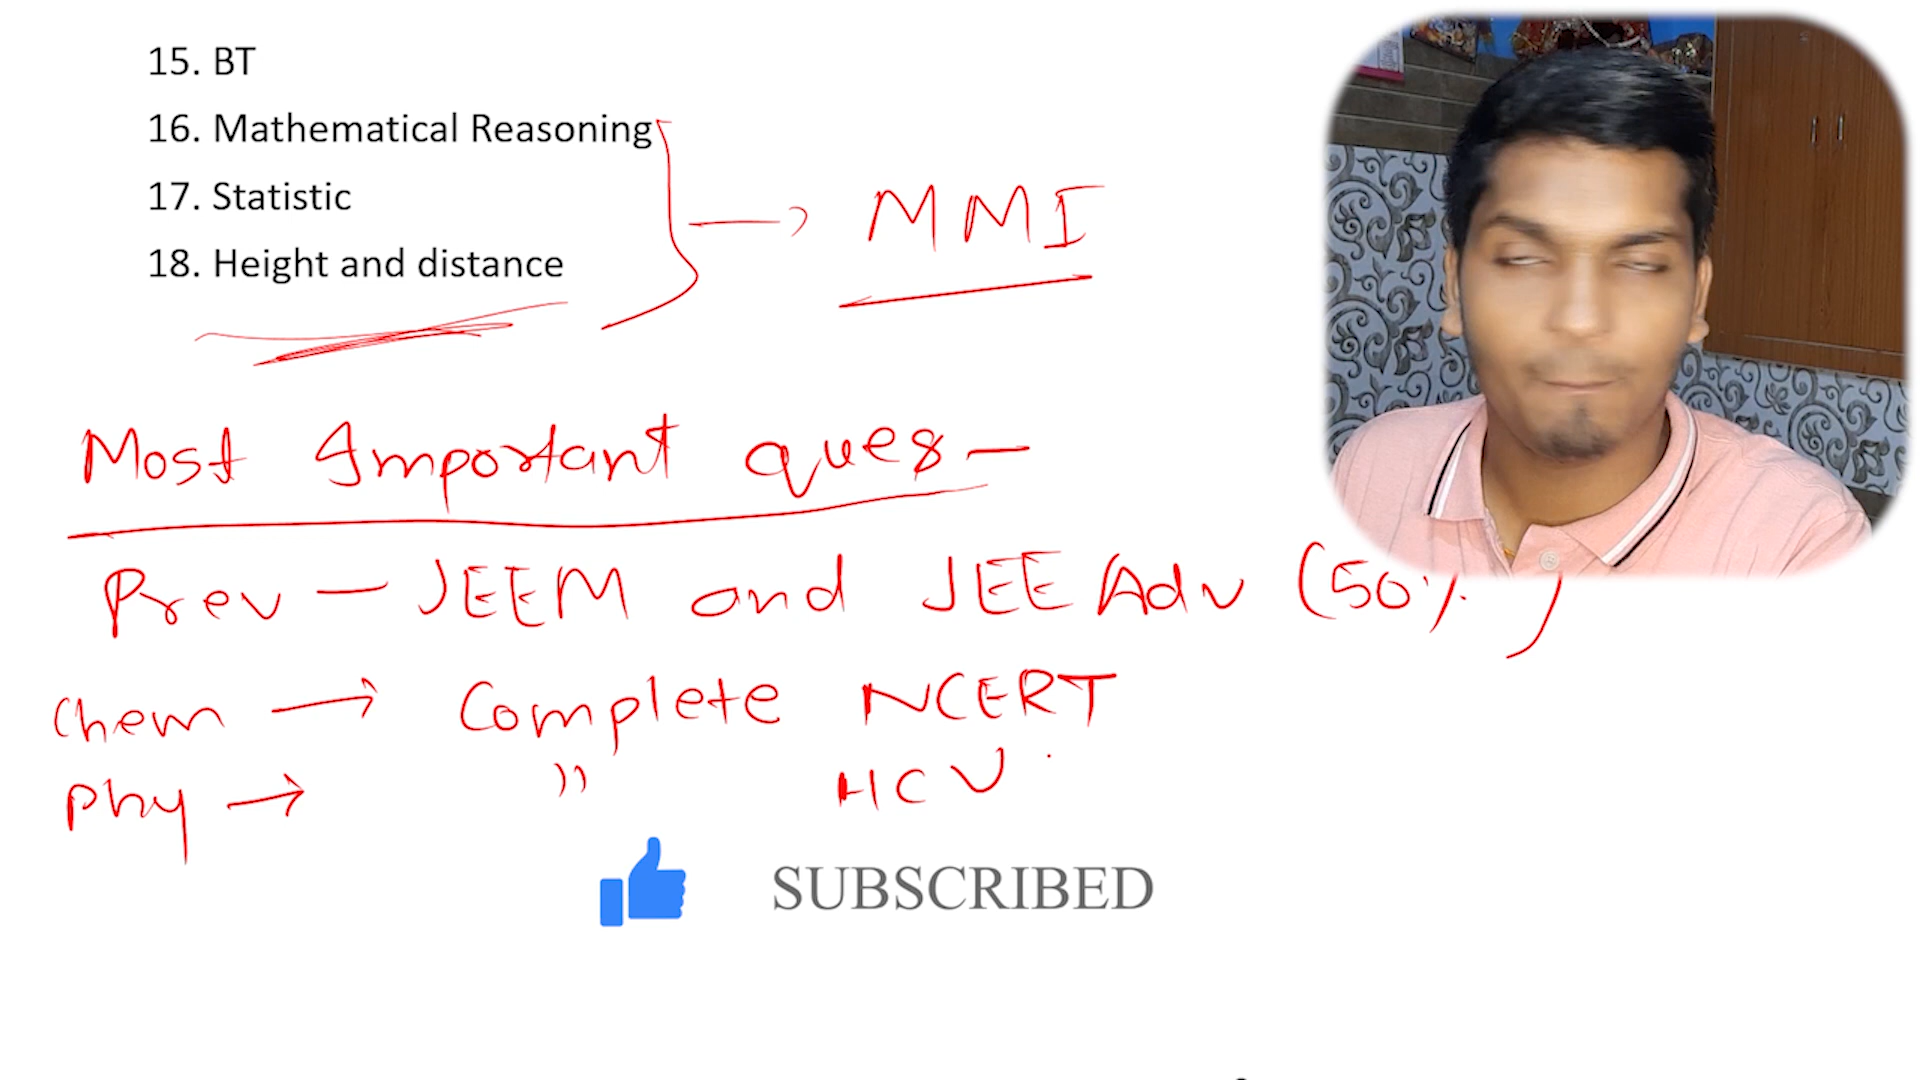 15. BT
16. Mathematical Reasoning
17. Statistic
18. Height and distance
MMI
Most Important ques -
Prev - JEEM and JEE Adv (50% )
Chem → Complete NCERT
Phy → " HCV
SUBSCRIBED